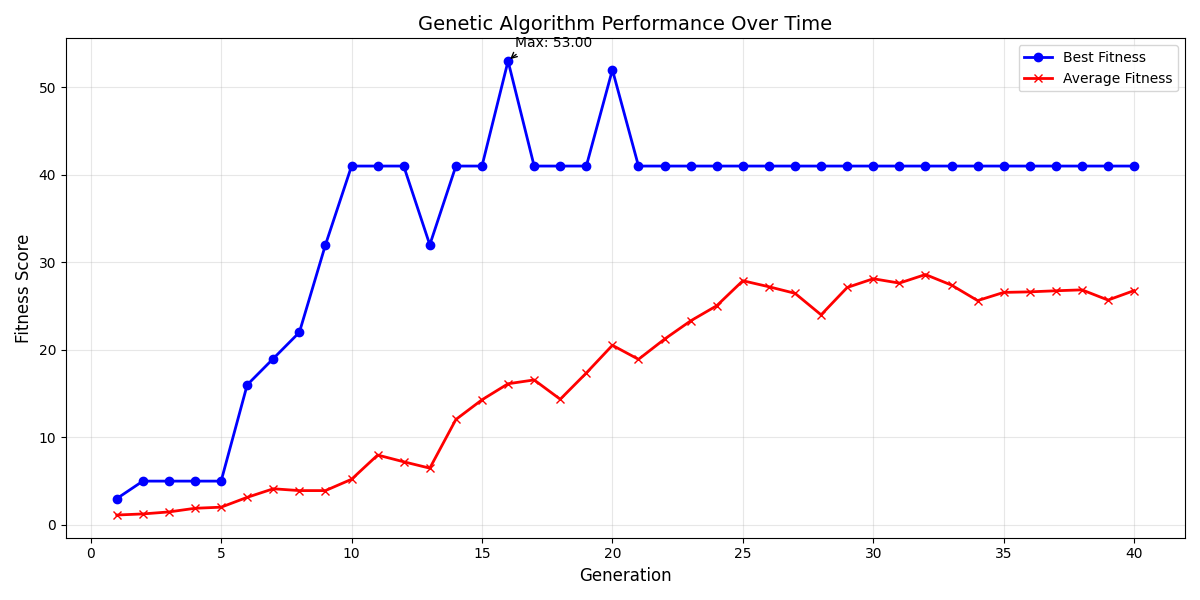 Genetic Algorithm Performance Over Time
Max: 53.00
Best Fitness
Average Fitness
Fitness Score
50
40
30
20
10
0
0 5 10 15 20 25 30 35 40
Generation